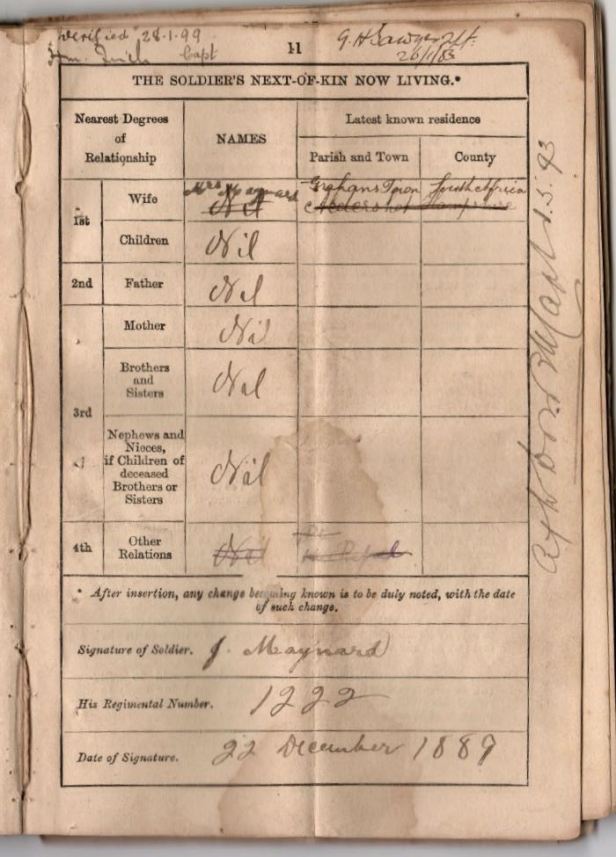 Verified 28.1.99
Capt
11
G. H. Sawyer Lt.
26/1/93
THE SOLDIER'S NEXT-OF-KIN NOW LIVING.*
Nearest Degrees of Relationship
NAMES
Latest known residence
Parish and Town
County
1st
Wife
Mrs Maynard
Nil
Grahams Town
South Africa
Aldershot
Hampshire
Children
Nil
2nd
Father
Nil
Mother
Nil
3rd
Brothers
and
Sisters
Nil
Nephews and
Nieces,
if Children of
deceased
Brothers or
Sisters
Nil
4th
Other
Relations
Nil
* After insertion, any change becoming known is to be duly noted, with the date
of such change.
Signature of Soldier. J. Maynard
His Regimental Number. 1222
Date of Signature. 22 December 1889